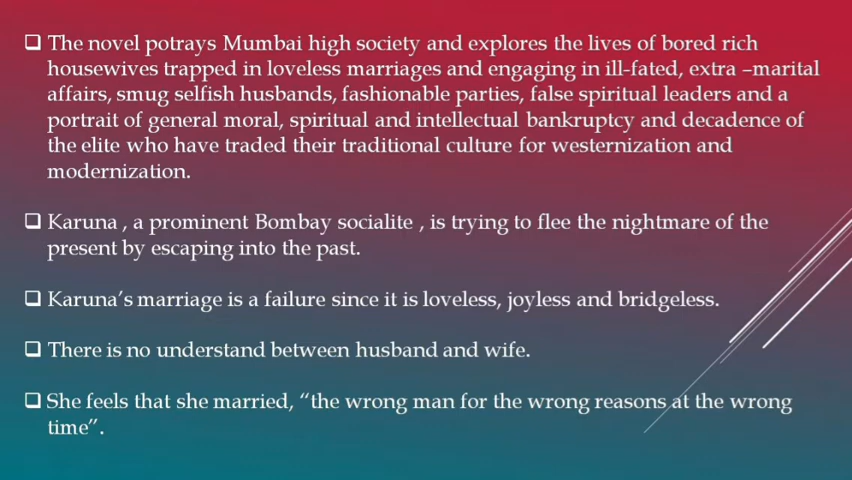 ❑ The novel potrays Mumbai high society and explores the lives of bored rich
housewives trapped in loveless marriages and engaging in ill-fated, extra –marital
affairs, smug selfish husbands, fashionable parties, false spiritual leaders and a
portrait of general moral, spiritual and intellectual bankruptcy and decadence of
the elite who have traded their traditional culture for westernization and
modernization.
❑ Karuna , a prominent Bombay socialite , is trying to flee the nightmare of the
present by escaping into the past.
❑ Karuna’s marriage is a failure since it is loveless, joyless and bridgeless.
❑ There is no understand between husband and wife.
❑ She feels that she married, “the wrong man for the wrong reasons at the wrong
time”.